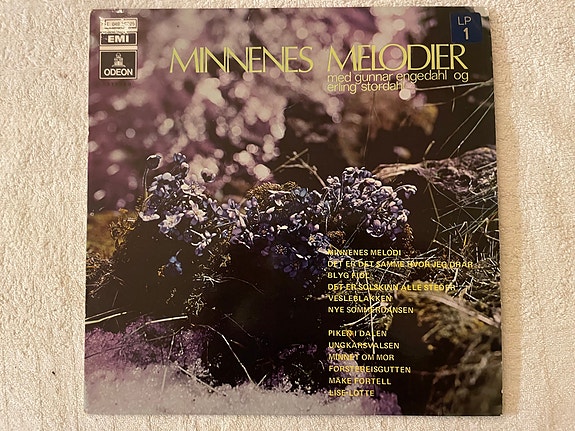 EMI
ODEON
LP
1
MINNENES MELODIER
med gunnar engedahl og
erling stordahl
MINNENES MELODI
DET ER DET SAMME HVOR JEG DRAR
BLYG FIOL
DET ER SOLSKINN ALLE STEDER
VESLEBLAKKEN
NYE SOMMERDANSEN
PIKEN I DALEN
UNGKARSVALSEN
MINNET OM MOR
FORSTEREISGUTTEN
MÅKE FORTELL
LISE-LOTTE